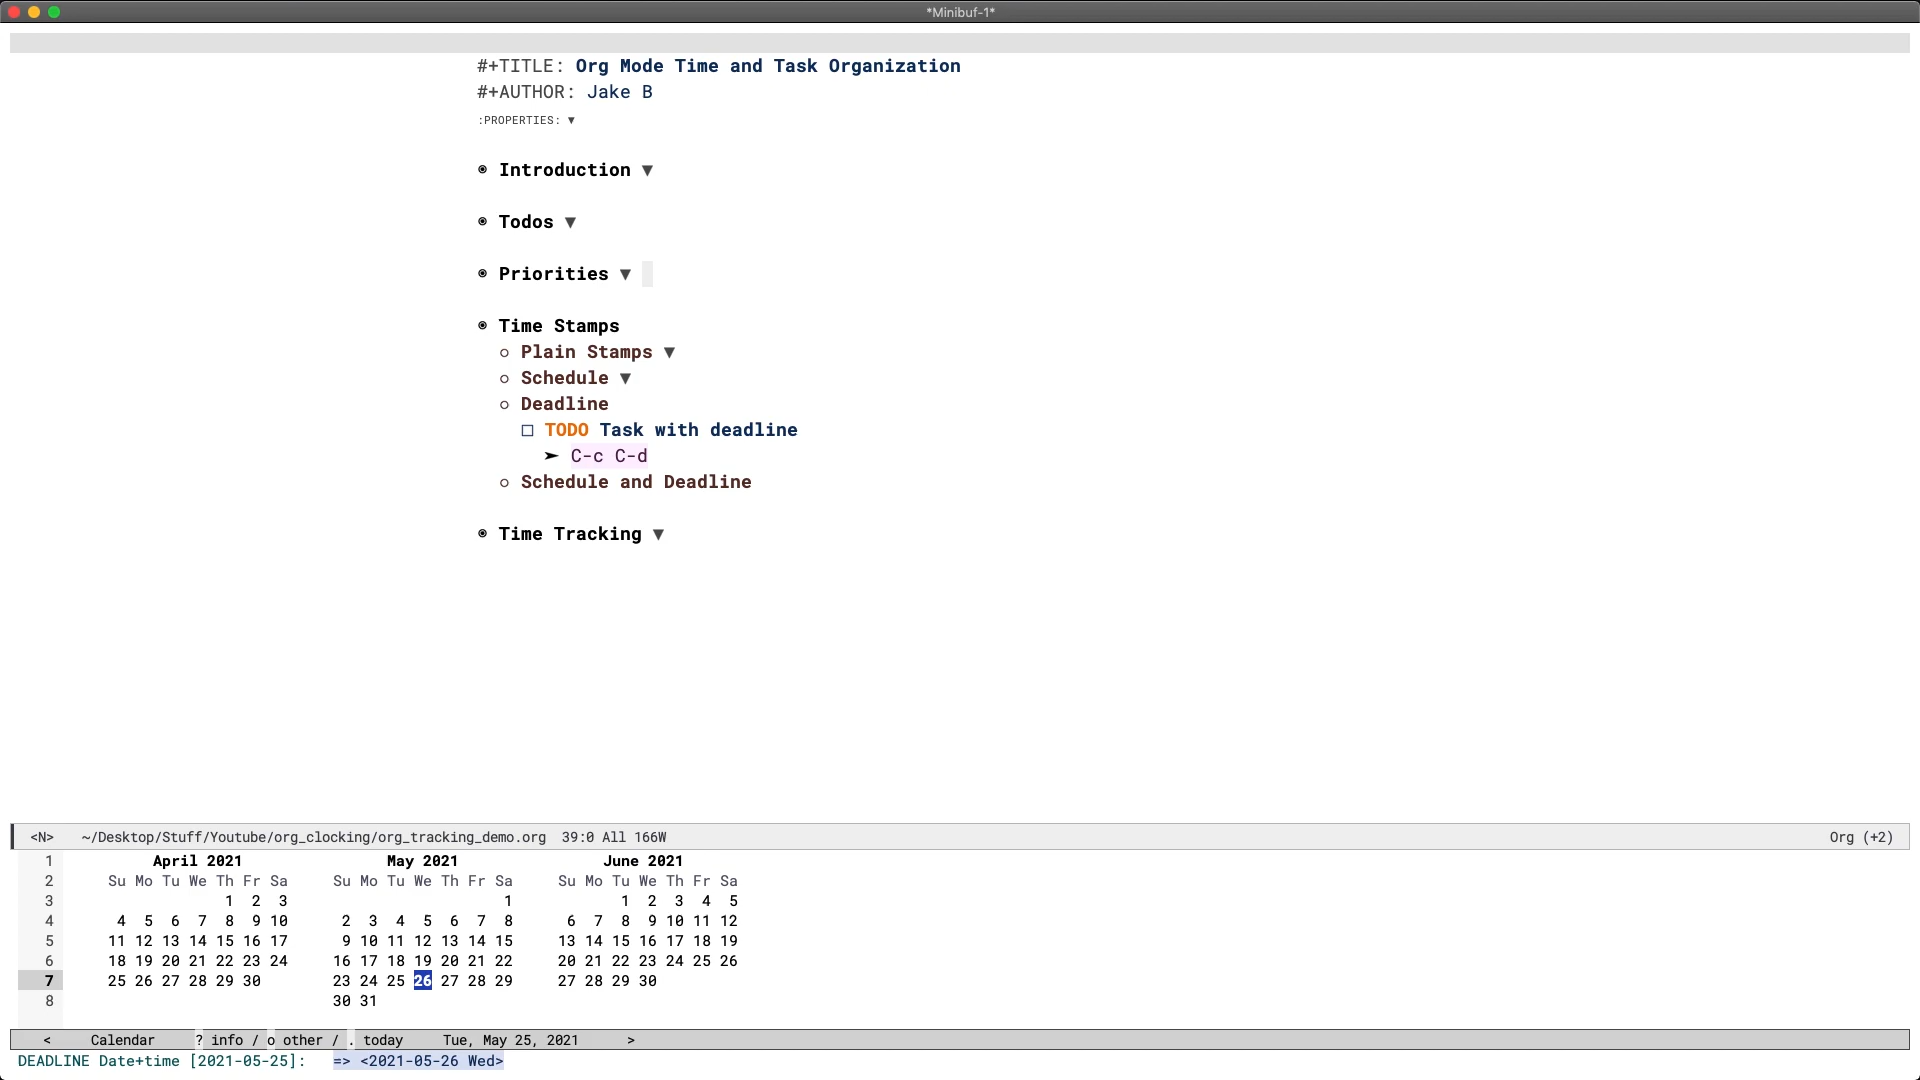 *Minibuf-1*
#+TITLE: Org Mode Time and Task Organization
#+AUTHOR: Jake B
:PROPERTIES: ▼
◉ Introduction ▼
◉ Todos ▼
◉ Priorities ▼
◉ Time Stamps
○ Plain Stamps ▼
○ Schedule ▼
○ Deadline
☐ TODO Task with deadline
➤ C-c C-d
○ Schedule and Deadline
◉ Time Tracking ▼
<N> ~/Desktop/Stuff/Youtube/org_clocking/org_tracking_demo.org 39:0 All 166W Org (+2)
1 April 2021 May 2021 June 2021
2 Su Mo Tu We Th Fr Sa Su Mo Tu We Th Fr Sa Su Mo Tu We Th Fr Sa
3 1 2 3 1 1 2 3 4 5
4 4 5 6 7 8 9 10 2 3 4 5 6 7 8 6 7 8 9 10 11 12
5 11 12 13 14 15 16 17 9 10 11 12 13 14 15 13 14 15 16 17 18 19
6 18 19 20 21 22 23 24 16 17 18 19 20 21 22 20 21 22 23 24 25 26
7 25 26 27 28 29 30 23 24 25 26 27 28 29 27 28 29 30
8 30 31
< Calendar ? info / o other / . today Tue, May 25, 2021 >
DEADLINE Date+time [2021-05-25]: => <2021-05-26 Wed>